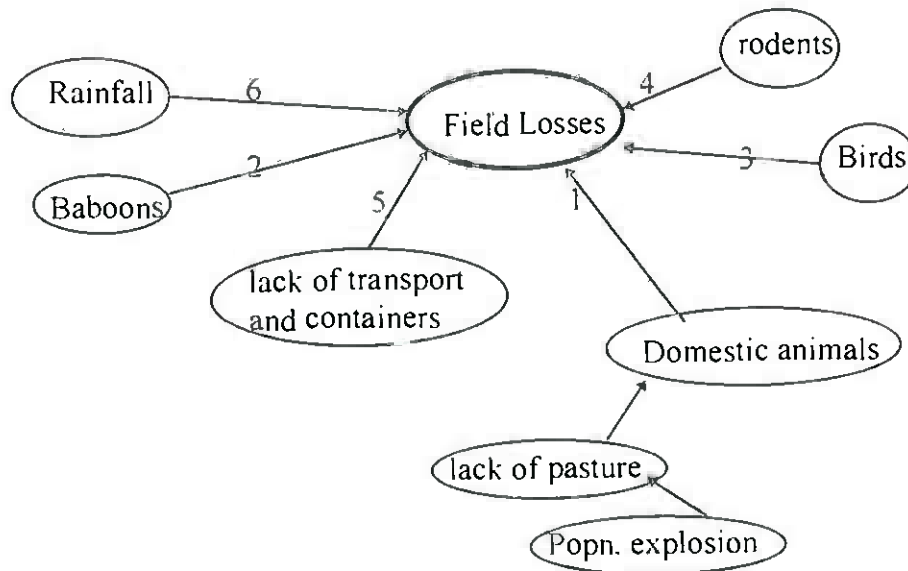 rodents
Rainfall
6
4
Field Losses
Birds
3
2
Baboons
5
1
lack of transport
and containers
Domestic animals
lack of pasture
Popn. explosion